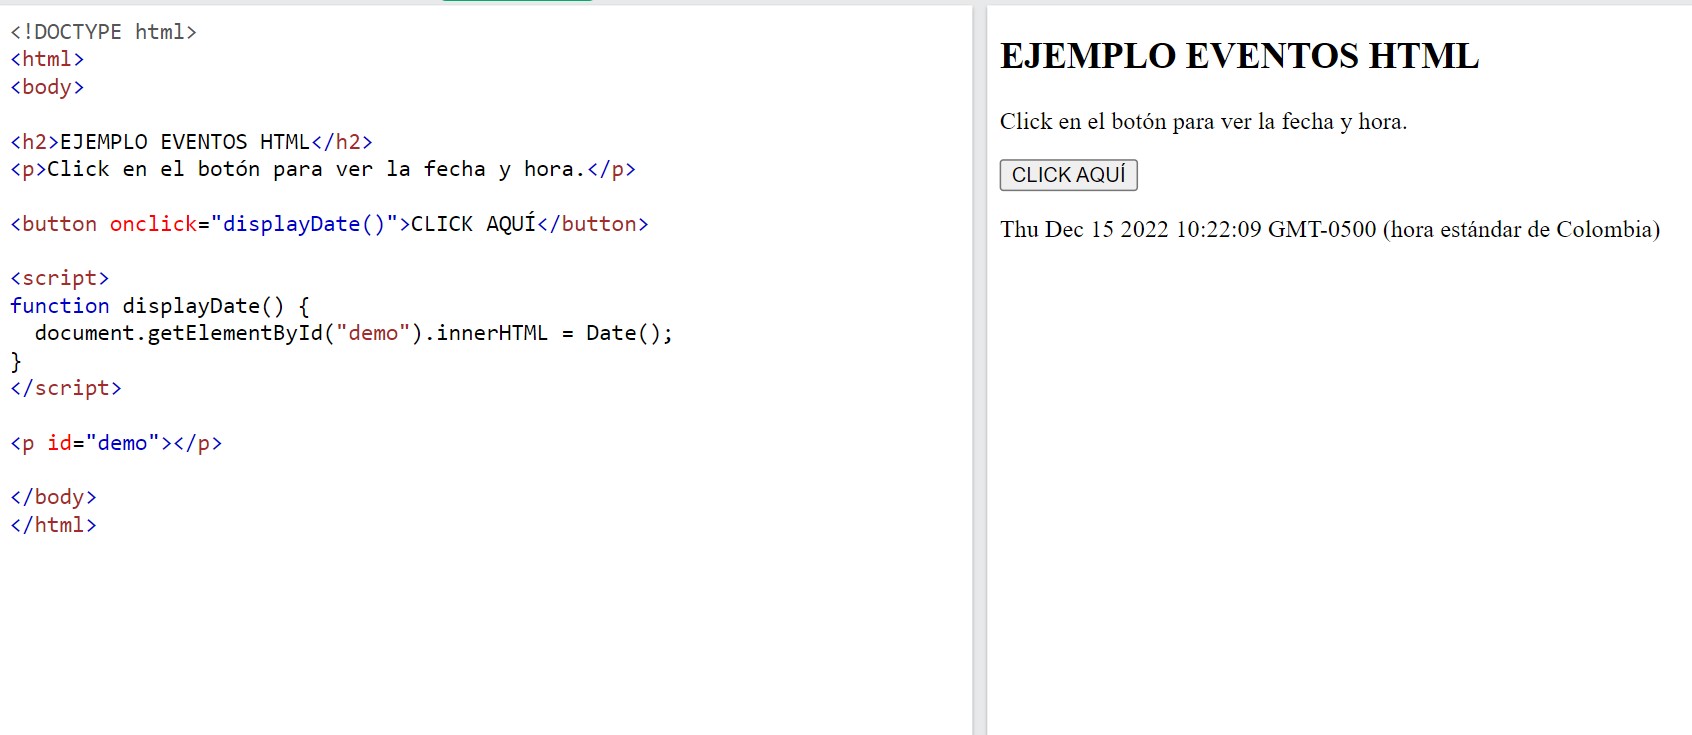 <!DOCTYPE html>
<html>
<body>
<h2>EJEMPLO EVENTOS HTML</h2>
<p>Click en el botón para ver la fecha y hora.</p>
<button onclick="displayDate()">CLICK AQUÍ</button>
<script>
function displayDate() {
  document.getElementById("demo").innerHTML = Date();
}
</script>
<p id="demo"></p>
</body>
</html>
EJEMPLO EVENTOS HTML
Click en el botón para ver la fecha y hora.
CLICK AQUÍ
Thu Dec 15 2022 10:22:09 GMT-0500 (hora estándar de Colombia)